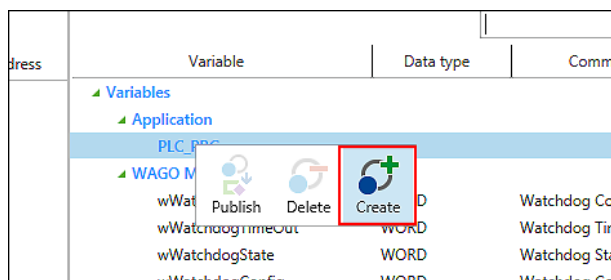 dress
Variable Data type Comm
Variables
Application
PLC_PRG
WAGO M
Publish Delete Create
wWat WORD Watchdog Co
wWatchdogTimeOut WORD Watchdog Tim
wWatchdogState WORD Watchdog Sta